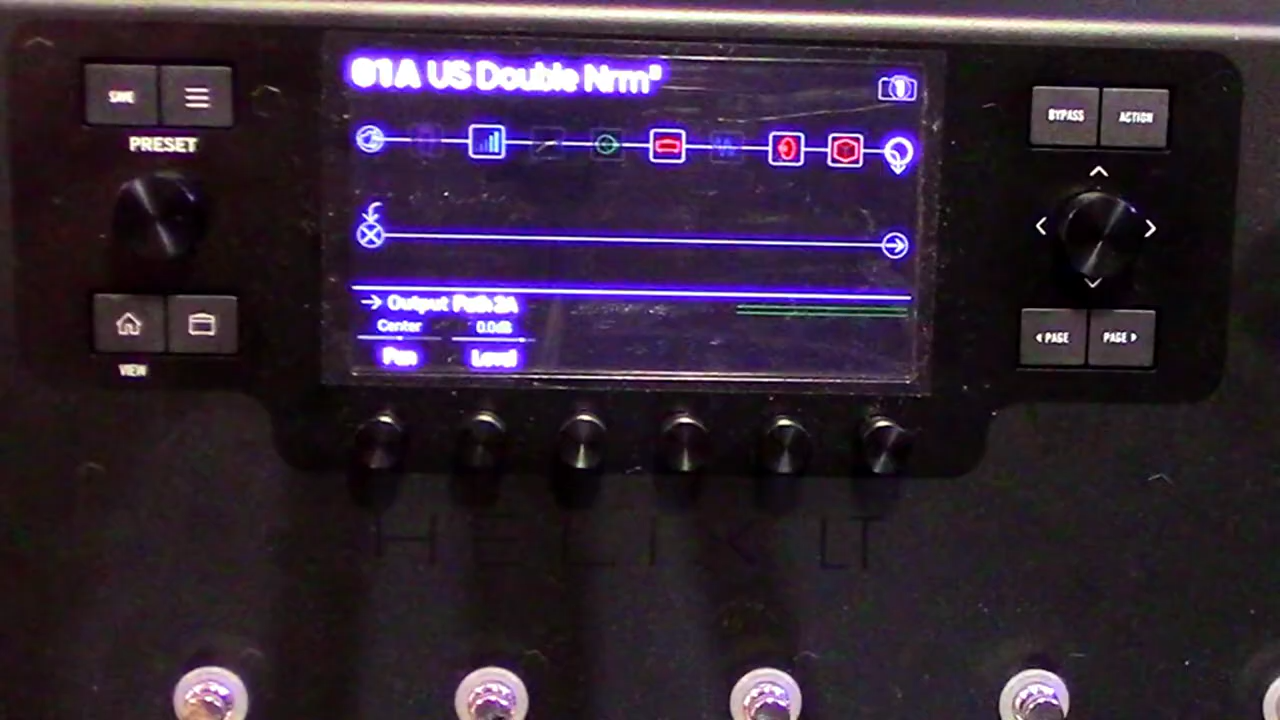 01A US Double Nrm
SAVE
PRESET
BYPASS
ACTION
Output Path 2A
Center
0.0dB
Pan
Level
VIEW
PAGE
PAGE
HELIX LT